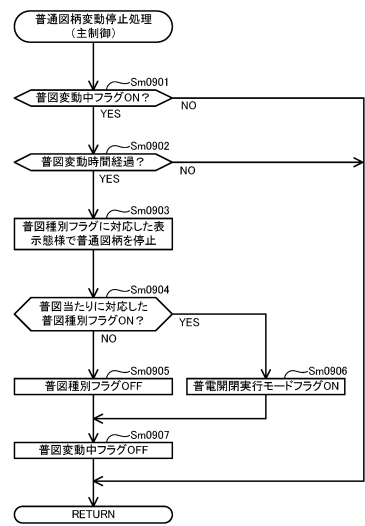 普通図柄変動停止処理
（主制御）
Sm0901
普図変動中フラグON？
NO
YES
Sm0902
普図変動時間経過？
NO
YES
Sm0903
普図種別フラグに対応した表
示態様で普通図柄を停止
Sm0904
普図当たりに対応した
普図種別フラグON？
YES
NO
Sm0905
普図種別フラグOFF
Sm0906
普電開閉実行モードフラグON
Sm0907
普図変動中フラグOFF
RETURN